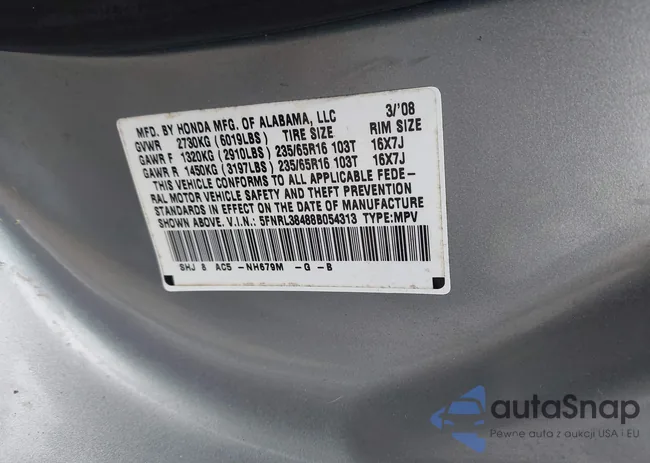 MFD. BY HONDA MFG. OF ALABAMA, LLC 3/'08
GVWR 2730KG (6019LBS) TIRE SIZE RIM SIZE
GAWR F 1320KG (2910LBS) 235/65R16 103T 16X7J
GAWR R 1450KG (3197LBS) 235/65R16 103T 16X7J
THIS VEHICLE CONFORMS TO ALL APPLICABLE FEDE-
RAL MOTOR VEHICLE SAFETY AND THEFT PREVENTION
STANDARDS IN EFFECT ON THE DATE OF MANUFACTURE
SHOWN ABOVE. V.I.N.: 5FNRL38488B054313 TYPE:MPV
SHJ 8 AC5 -NH679M -G -B
autaSnap
Pewne auta z aukcji USA i EU